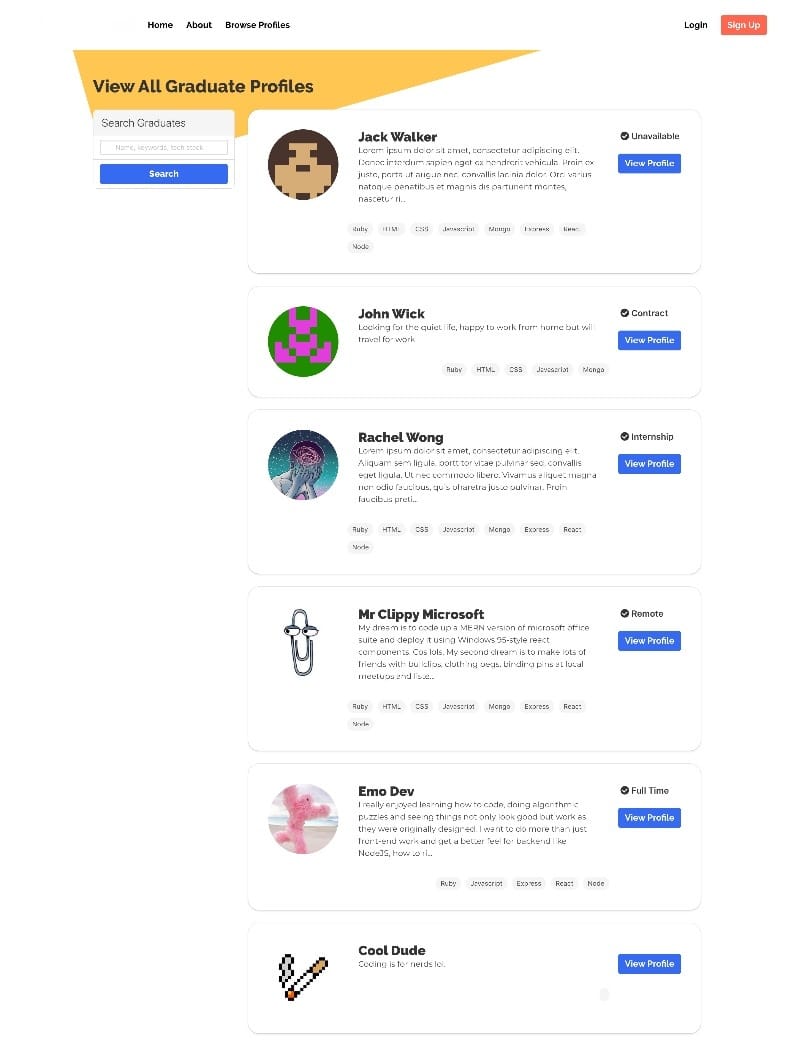 Home About Browse Profiles Login Sign Up
View All Graduate Profiles
Search Graduates
Name, keywords, tech stack
Search
Jack Walker
Lorem ipsum dolor sit amet, consectetur adipiscing elit.
Donec interdum sapien eget ex hendrerit vehicula. Proin ex
justo, porta ut augue nec, convallis lacinia dolor. Orci varius
natoque penatibus et magnis dis parturient montes,
nascetur ri...
Unavailable
View Profile
Ruby HTML CSS Javascript Mongo Express React
Node
John Wick
Looking for the quiet life, happy to work from home but will
travel for work
Contract
View Profile
Ruby HTML CSS Javascript Mongo
Rachel Wong
Lorem ipsum dolor sit amet, consectetur adipiscing elit.
Aliquam sem ligula, porttitor vitae pulvinar sed, convallis
eget ligula. Ut nec commodo libero. Vivamus aliquet magna
non odio faucibus, quis pharetra justo pulvinar. Proin
faucibus preti...
Internship
View Profile
Ruby HTML CSS Javascript Mongo Express React
Node
Mr Clippy Microsoft
My dream is to code up a MERN version of microsoft office
suite and deploy it using Windows 95-style react
components. Cos lols. My second dream is to make lots of
friends with bullclips, clothing pegs, binding pins at local
meetups and liste...
Remote
View Profile
Ruby HTML CSS Javascript Mongo Express React
Node
Emo Dev
I really enjoyed learning how to code, doing algorithmic
puzzles and seeing things not only look good but work as
they were originally designed. I want to do more than just
front-end work and get a better feel for backend like
NodeJS, how to ri...
Full Time
View Profile
Ruby Javascript Express React Node
Cool Dude
Coding is for nerds lol.
View Profile